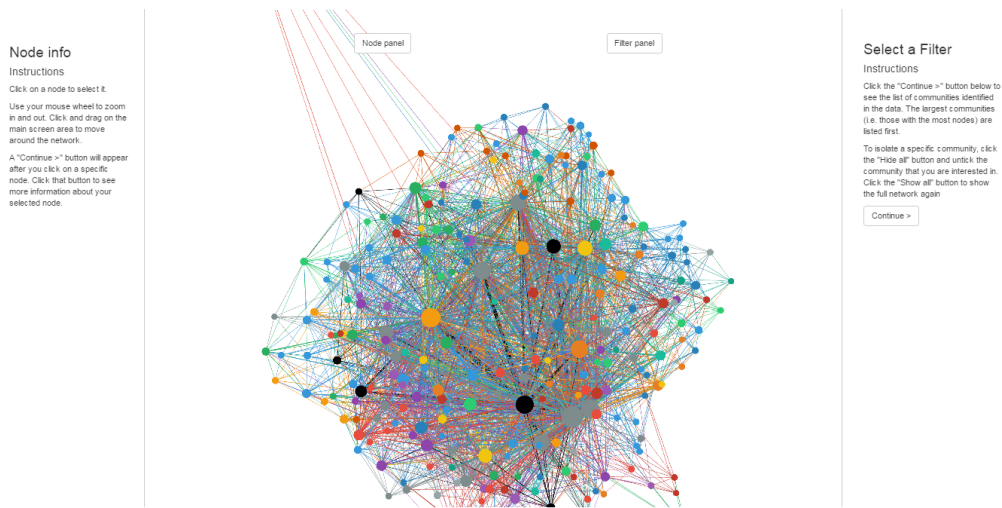 Node info
Instructions
Click on a node to select it.
Use your mouse wheel to zoom
in and out. Click and drag on the
main screen area to move
around the network.
A "Continue >" button will appear
after you click on a specific
node. Click that button to see
more information about your
selected node.
Node panel
Filter panel
Select a Filter
Instructions
Click the "Continue >" button below to
see the list of communities identified
in the data. The largest communities
(i.e. those with the most nodes) are
listed first.
To isolate a specific community, click
the "Hide all" button and untick the
community that you are interested in.
Click the "Show all" button to show
the full network again
Continue >